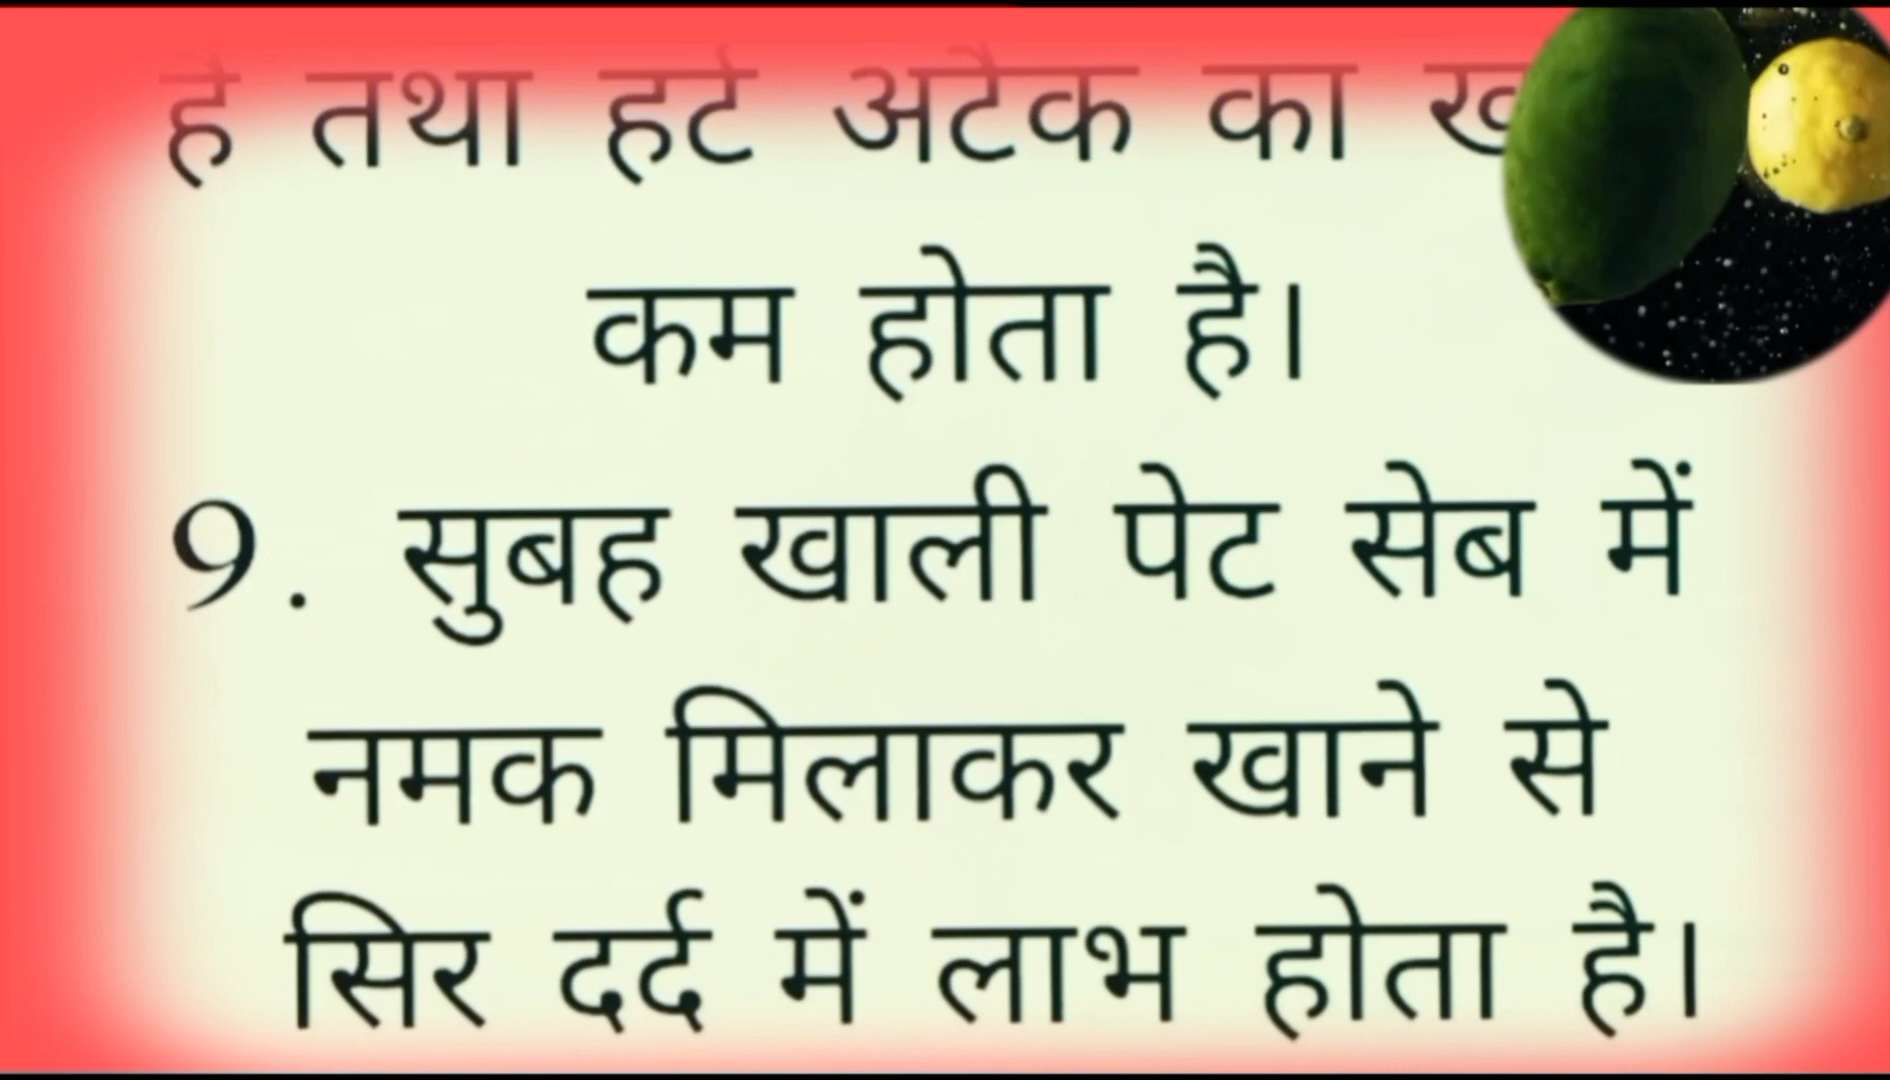 है तथा हर्ट अटैक का
कम होता है।
9. सुबह खाली पेट सेब में
नमक मिलाकर खाने से
सिर दर्द में लाभ होता है।